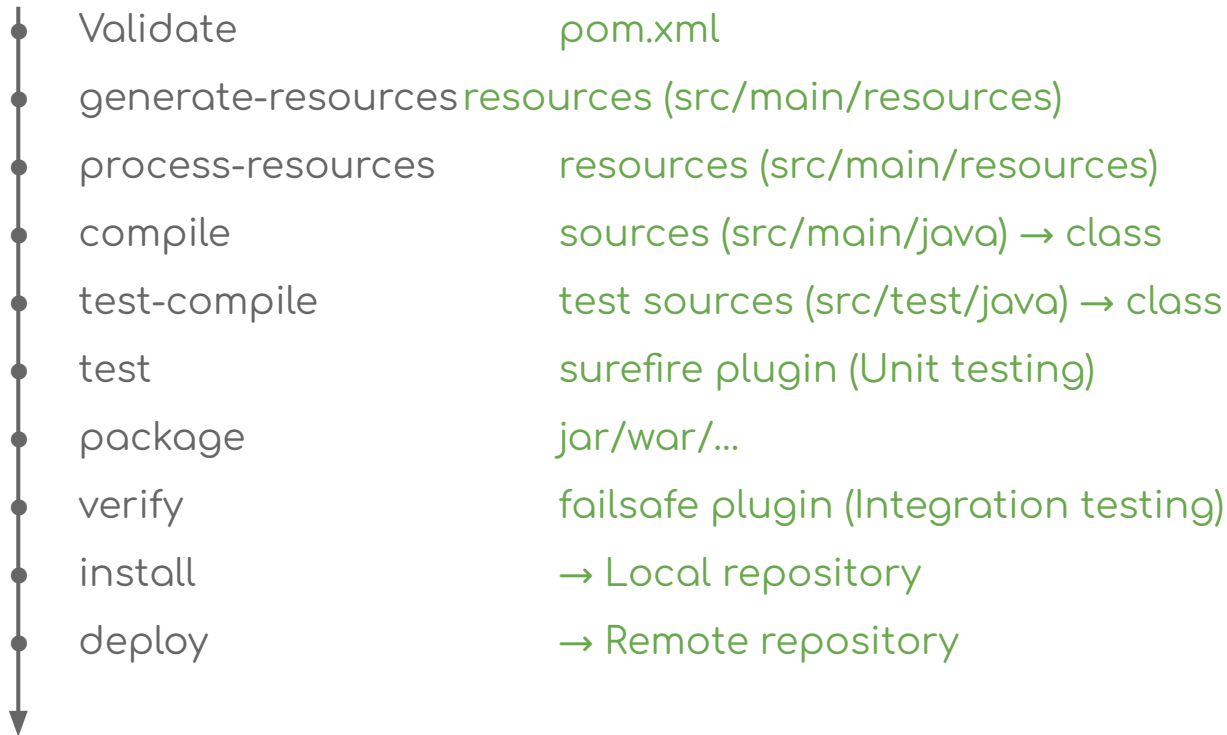 Validate pom.xml
generate-resources resources (src/main/resources)
process-resources resources (src/main/resources)
compile sources (src/main/java) → class
test-compile test sources (src/test/java) → class
test surefire plugin (Unit testing)
package jar/war/...
verify failsafe plugin (Integration testing)
install → Local repository
deploy → Remote repository